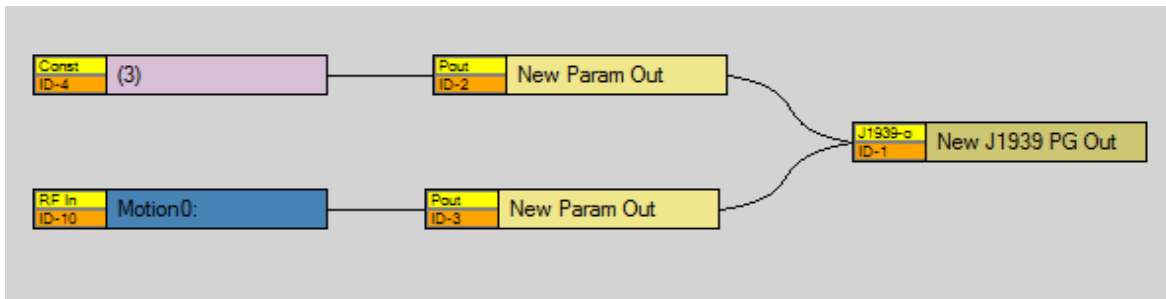 Const
ID-4
(3)
Pout
ID-2
New Param Out
J1939-o
ID-1
New J1939 PG Out
RF In
ID-10
Motion0:
Pout
ID-3
New Param Out